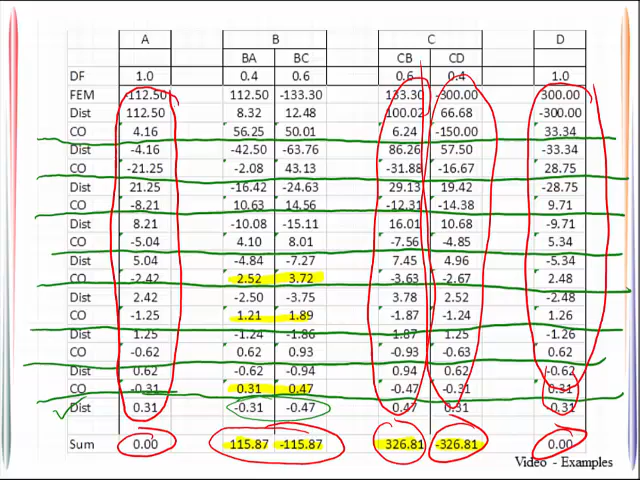 A B C D
BA BC CB CD
DF 1.0 0.4 0.6 0.6 0.4 1.0
FEM -112.50 112.50 -133.30 133.30 -300.00 300.00
Dist 112.50 8.32 12.48 100.02 66.68 -300.00
CO 4.16 56.25 50.01 6.24 -150.00 33.34
Dist -4.16 -42.50 -63.76 86.26 57.50 -33.34
CO -21.25 -2.08 43.13 -31.88 -16.67 28.75
Dist 21.25 -16.42 -24.63 29.13 19.42 -28.75
CO -8.21 10.63 14.56 -12.31 -14.38 9.71
Dist 8.21 -10.08 -15.11 16.01 10.68 -9.71
CO -5.04 4.10 8.01 -7.56 -4.85 5.34
Dist 5.04 -4.84 -7.27 7.45 4.96 -5.34
CO -2.42 2.52 3.72 -3.63 -2.67 2.48
Dist 2.42 -2.50 -3.75 3.78 2.52 -2.48
CO -1.25 1.21 1.89 -1.87 -1.24 1.26
Dist 1.25 -1.24 -1.86 1.87 1.25 -1.26
CO -0.62 0.62 0.93 -0.93 -0.63 0.62
Dist 0.62 -0.62 -0.94 0.94 0.62 -0.62
CO -0.31 0.31 0.47 -0.47 -0.31 0.31
Dist 0.31 -0.31 -0.47 0.47 0.31 -0.31
Sum 0.00 115.87 -115.87 326.81 -326.81 0.00
Video - Examples